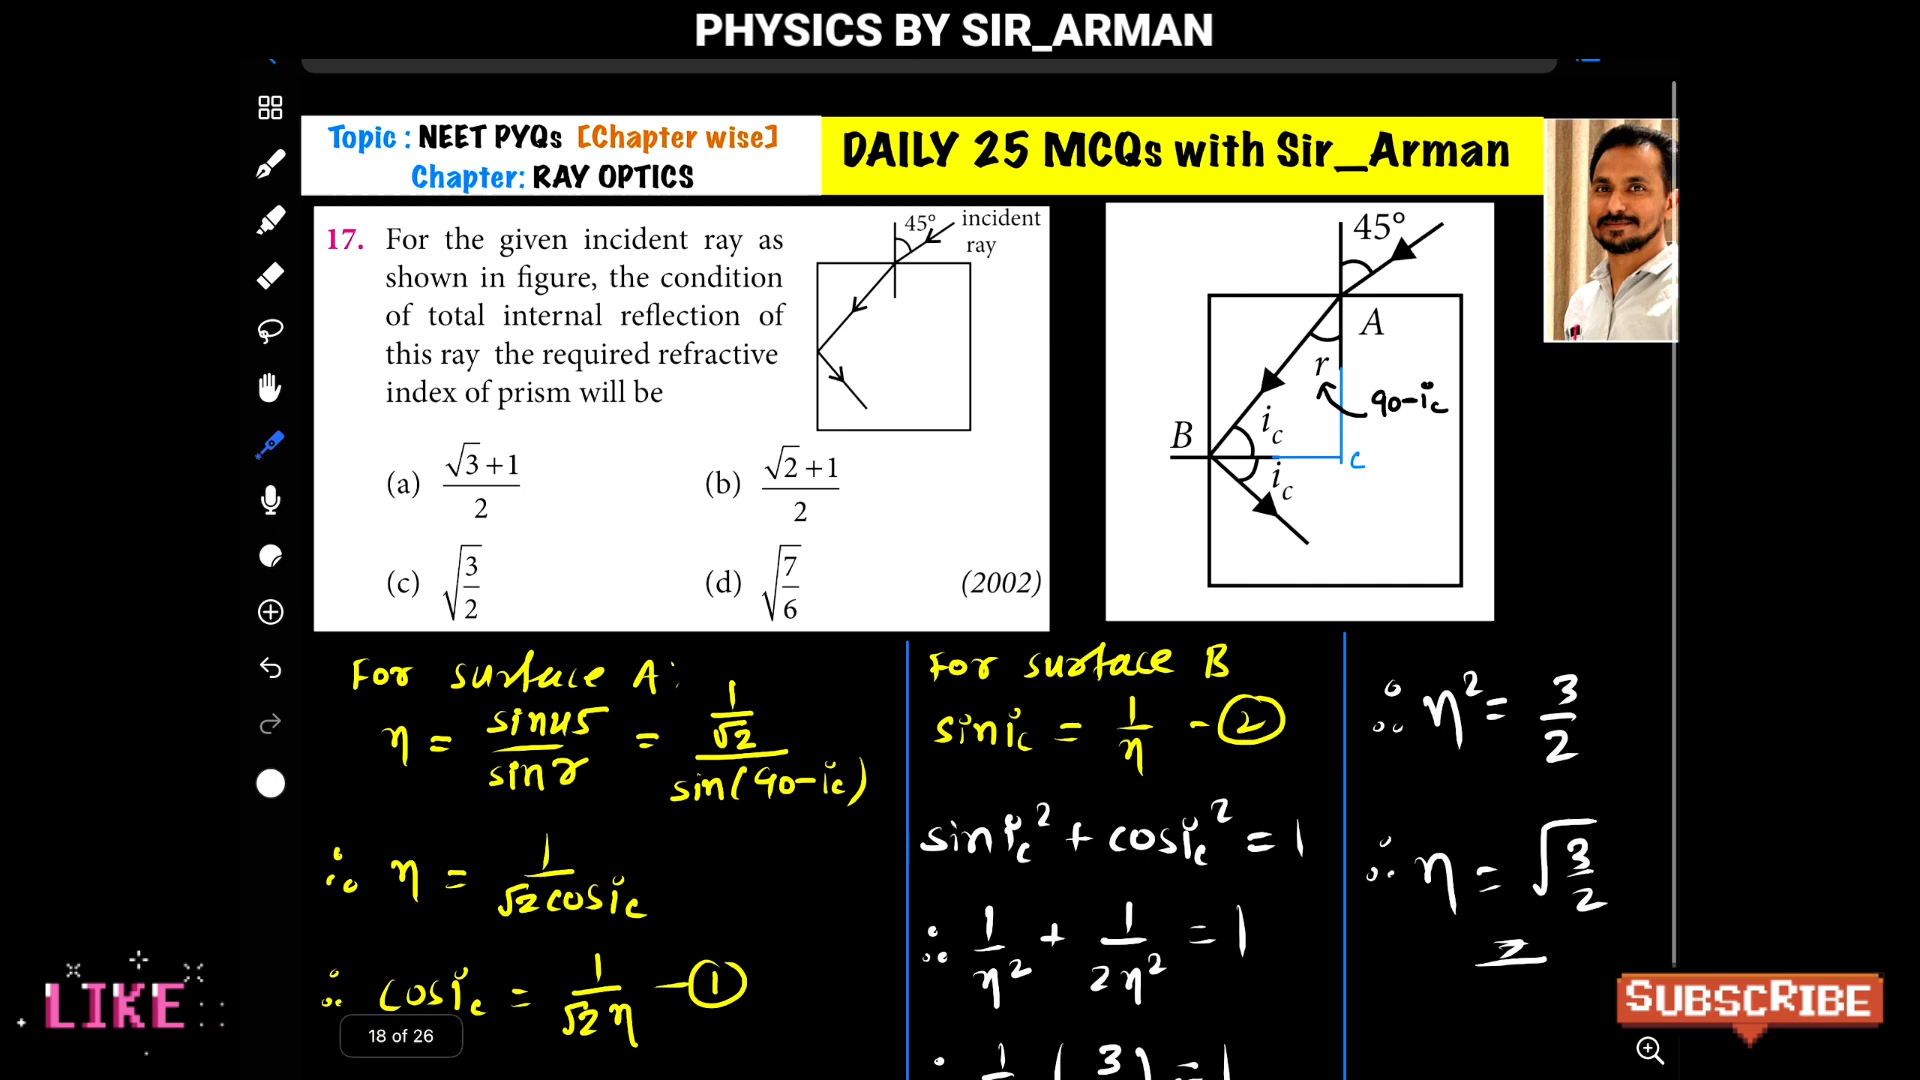 PHYSICS BY SIR_ARMAN
Topic : NEET PYQs [Chapter wise]
Chapter: RAY OPTICS
DAILY 25 MCQs with Sir_Arman
17. For the given incident ray as
shown in figure, the condition
of total internal reflection of
this ray the required refractive
index of prism will be
45° incident
ray
(a) (√3+1)/2 (b) (√2+1)/2
(c) √(3/2) (d) √(7/6) (2002)
45°
A
r
90-ic
B
ic
c
ic
For surface A:
η = sin45/sin r = (1/√2)/sin(90-ic)
∴ η = 1/(√2 cosic)
∴ cosic = 1/(√2 η) -①
For surface B
sinic = 1/η -②
sinic² + cosic² = 1
∴ 1/η² + 1/(2η²) = 1
∴ η² = 3/2
∴ η = √(3/2)
18 of 26
LIKE
SUBSCRIBE